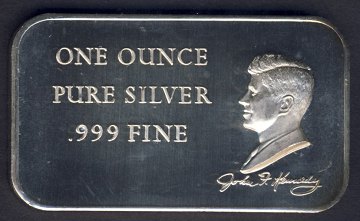 ONE OUNCE
PURE SILVER
.999 FINE
John F. Kennedy